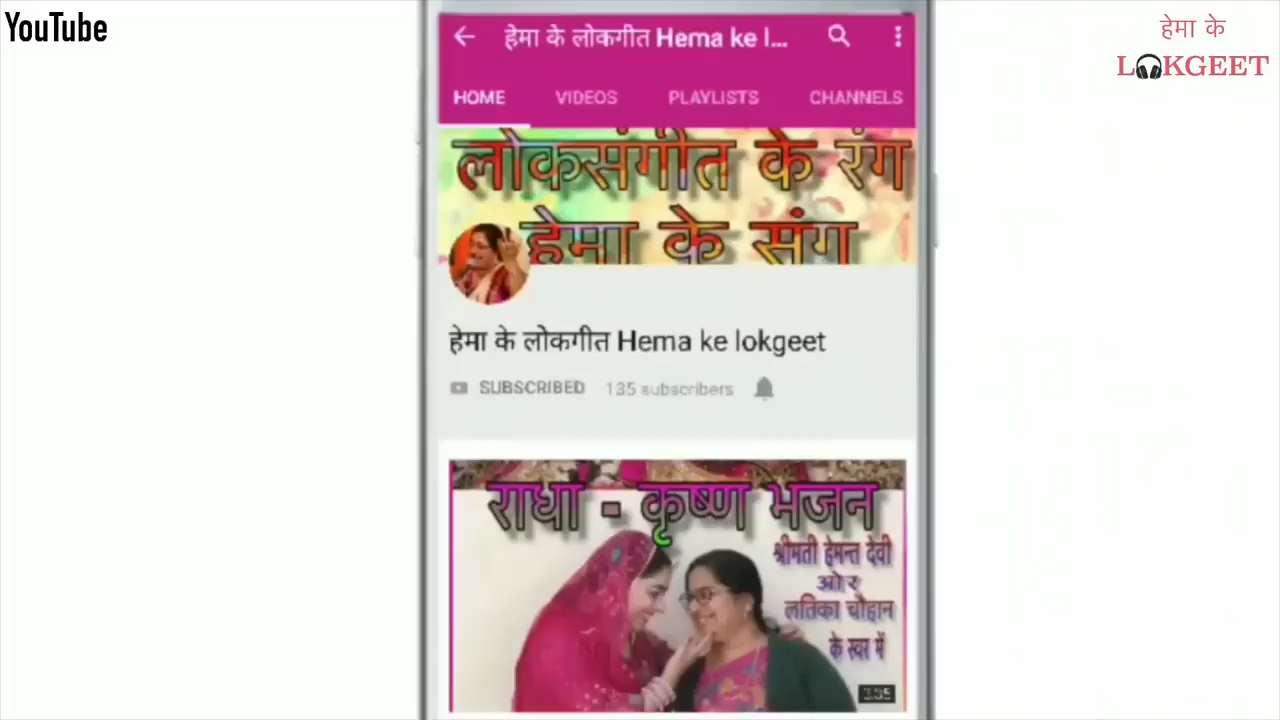 YouTube
हेमा के
LOKGEET
हेमा के लोकगीत Hema ke l...
HOME VIDEOS PLAYLISTS CHANNELS
लोकसंगीत के रंग
हेमा के संग
हेमा के लोकगीत Hema ke lokgeet
SUBSCRIBED 135 subscribers
राधा - कृष्ण भजन
श्रीमती हेमन्त देवी
और
लतिका चौहान
के स्वर में